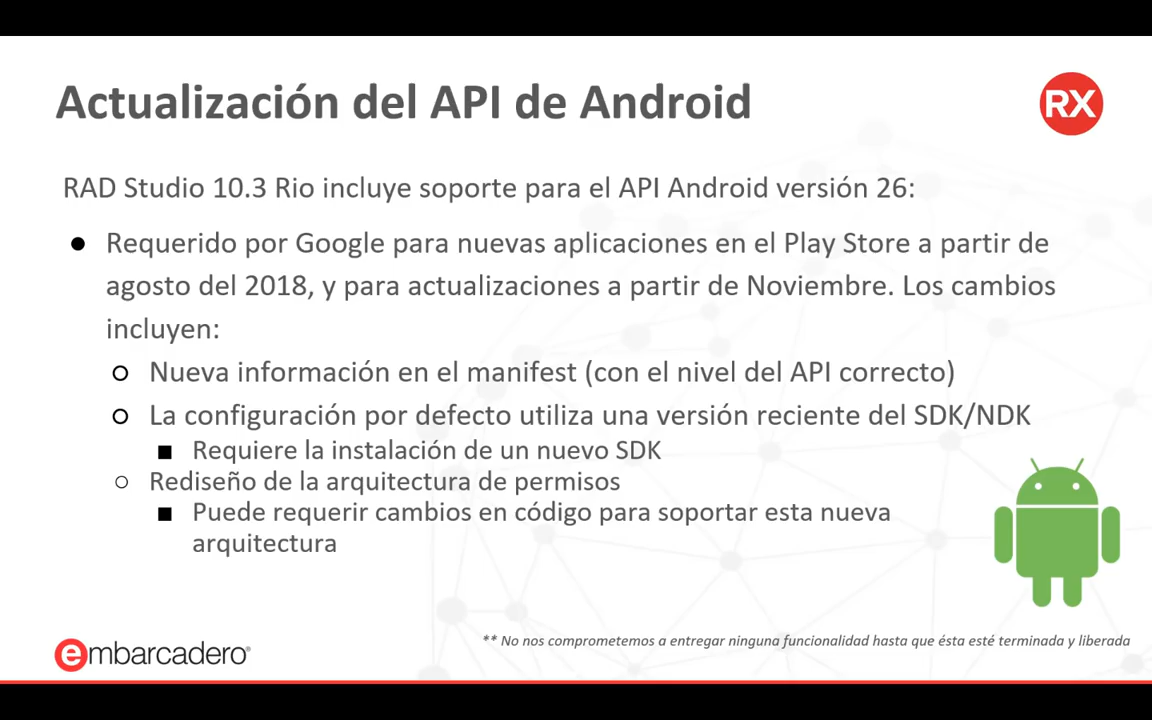 Actualización del API de Android
RX
RAD Studio 10.3 Rio incluye soporte para el API Android versión 26:
● Requerido por Google para nuevas aplicaciones en el Play Store a partir de
agosto del 2018, y para actualizaciones a partir de Noviembre. Los cambios
incluyen:
○ Nueva información en el manifest (con el nivel del API correcto)
○ La configuración por defecto utiliza una versión reciente del SDK/NDK
■ Requiere la instalación de un nuevo SDK
○ Rediseño de la arquitectura de permisos
■ Puede requerir cambios en código para soportar esta nueva
arquitectura
** No nos comprometemos a entregar ninguna funcionalidad hasta que ésta esté terminada y liberada
embarcadero®